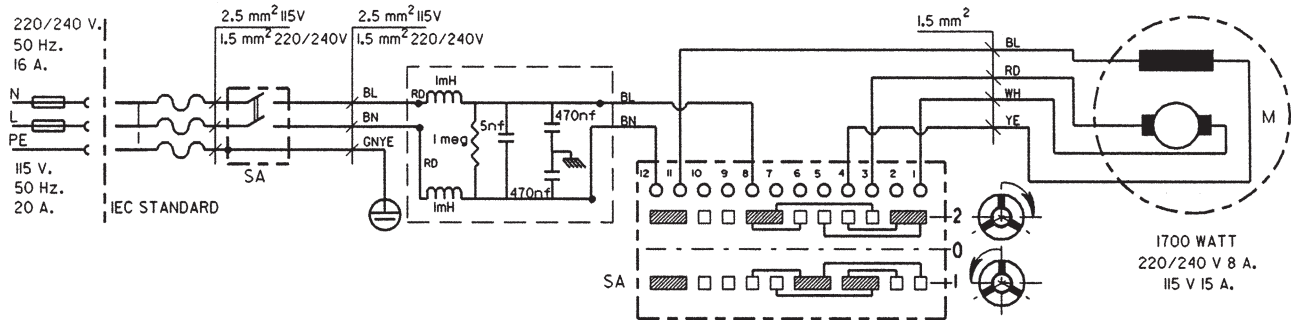 220/240 V.
50 Hz.
16 A.
N
L
PE
115 V.
50 Hz.
20 A.
IEC STANDARD
2.5 mm² 115V
1.5 mm² 220/240V
SA
2.5 mm² 115V
1.5 mm² 220/240V
BL
BN
GNYE
RD
1mH
1 meg
5nf
470nf
RD
470nf
1mH
BL
BN
1.5 mm²
BL
RD
WH
YE
12 11 10 9 8 7 6 5 4 3 2 1
2
0
SA
1
M
1700 WATT
220/240 V 8 A.
115 V 15 A.